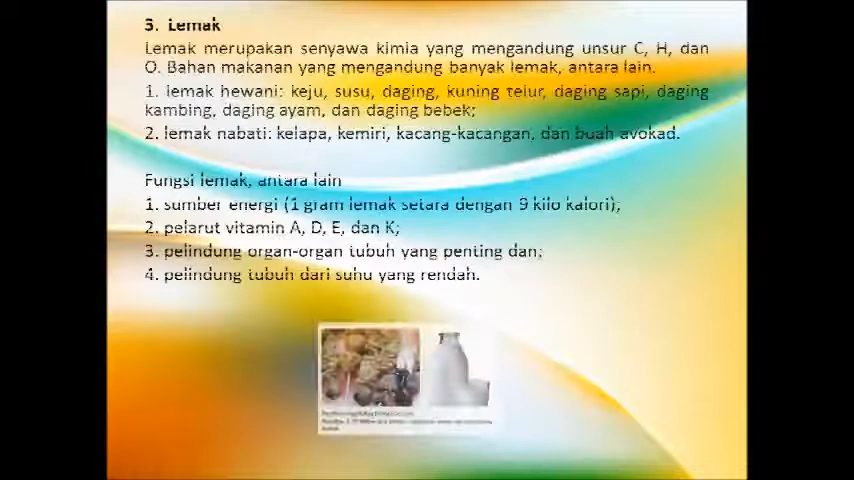 3. Lemak
Lemak merupakan senyawa kimia yang mengandung unsur C, H, dan
O. Bahan makanan yang mengandung banyak lemak, antara lain.
1. lemak hewani: keju, susu, daging, kuning telur, daging sapi, daging
kambing, daging ayam, dan daging bebek;
2. lemak nabati: kelapa, kemiri, kacang-kacangan, dan buah avokad.
Fungsi lemak, antara lain
1. sumber energi (1 gram lemak setara dengan 9 kilo kalori);
2. pelarut vitamin A, D, E, dan K;
3. pelindung organ-organ tubuh yang penting dan;
4. pelindung tubuh dari suhu yang rendah.